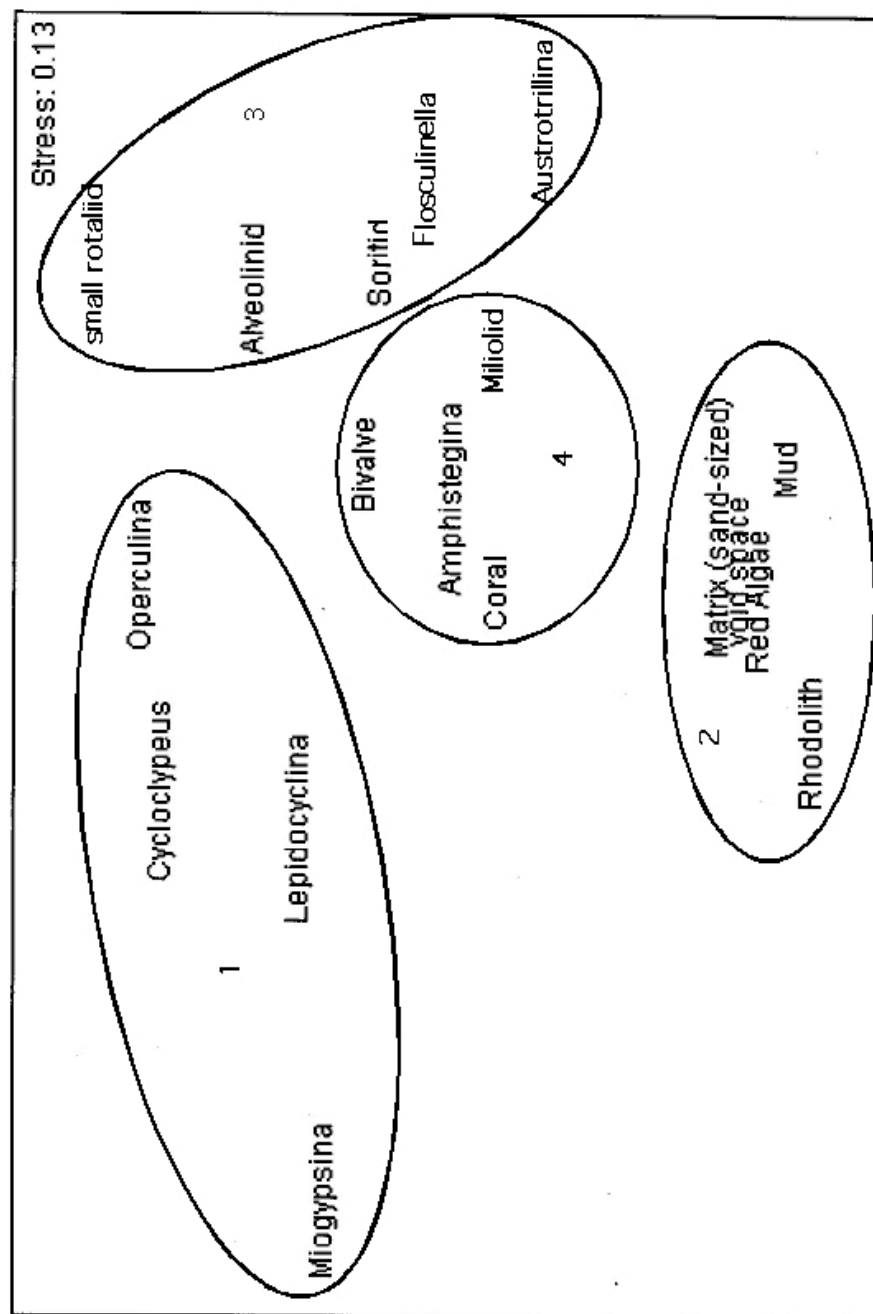 Stress: 0.13
small rotaliid
Operculina
Cycloclypeus
1
Alveolinid
3
Lepidocyclina
Miogypsina
Bivalve
Soritid
Flosculinella
Amphistegina
Miliolid
Coral
Austrotrillina
4
2
Matrix (sand-sized)
void space
Red Algae
Mud
Rhodolith